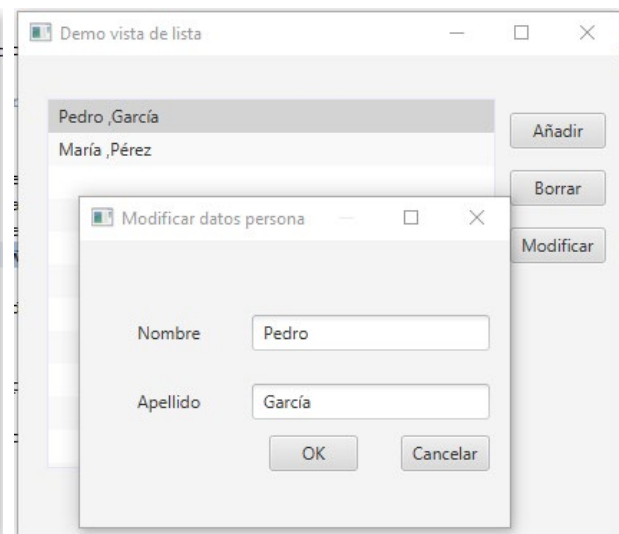 Demo vista de lista
Pedro ,García
María ,Pérez
Añadir
Borrar
Modificar
Modificar datos persona
Nombre
Pedro
Apellido
García
OK
Cancelar